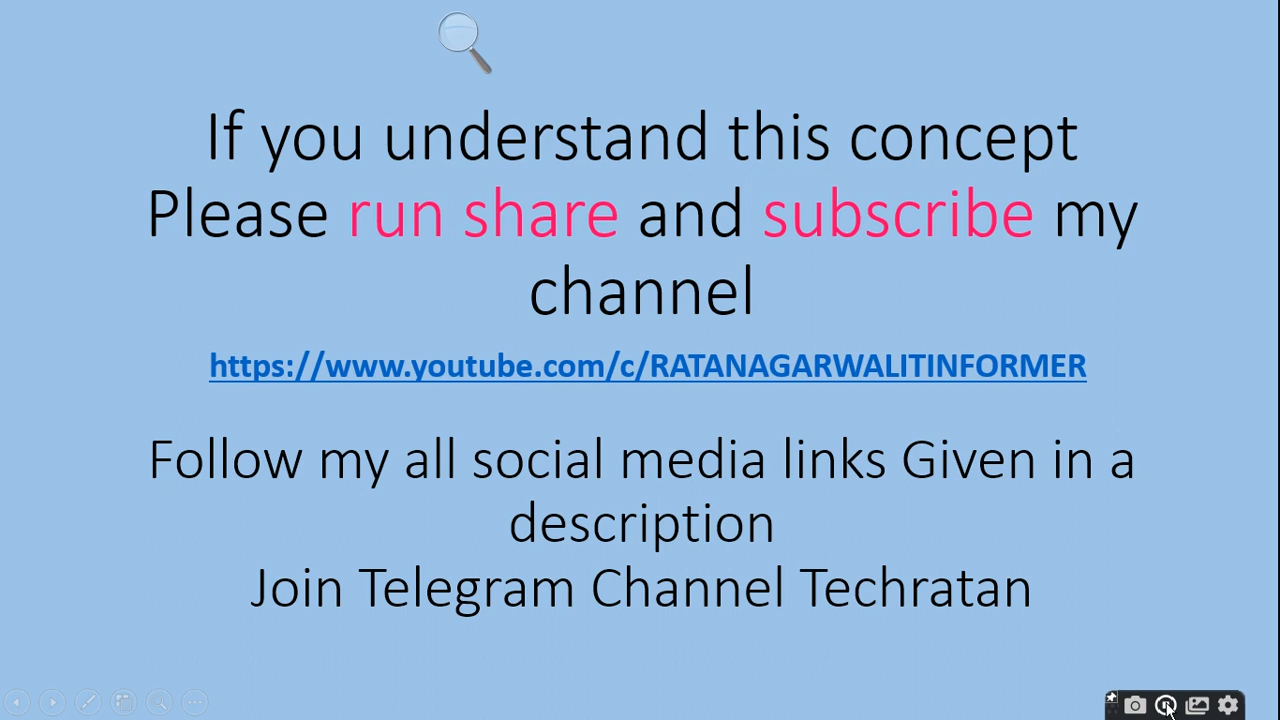 If you understand this concept
Please run share and subscribe my
channel
https://www.youtube.com/c/RATANAGARWALITINFORMER
Follow my all social media links Given in a
description
Join Telegram Channel Techratan